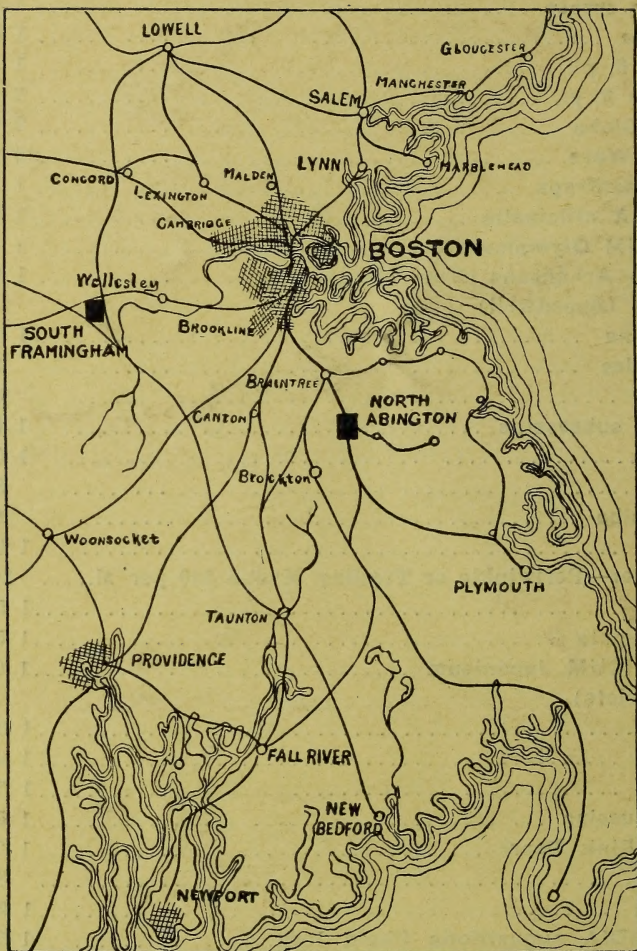 LOWELL
GLOUCESTER
MANCHESTER
SALEM
LYNN
MARBLEHEAD
MALDEN
CONCORD
LEXINGTON
CAMBRIDGE
BOSTON
Wellesley
BROOKLINE
SOUTH
FRAMINGHAM
BRAINTREE
NORTH
ABINGTON
CANTON
BROCKTON
WOONSOCKET
PLYMOUTH
TAUNTON
PROVIDENCE
FALL RIVER
NEW
BEDFORD
NEWPORT